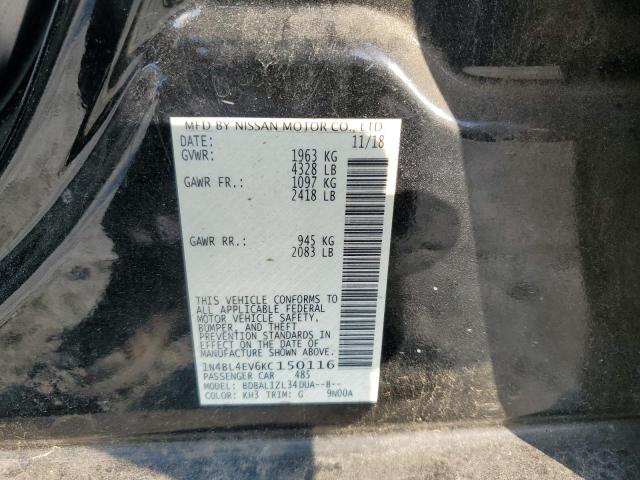 MFD BY NISSAN MOTOR CO., LTD.
DATE: 11/18
GVWR: 1963 KG
4328 LB
GAWR FR.: 1097 KG
2418 LB
GAWR RR.: 945 KG
2083 LB
THIS VEHICLE CONFORMS TO
ALL APPLICABLE FEDERAL
MOTOR VEHICLE SAFETY,
BUMPER, AND THEFT
PREVENTION STANDARDS IN
EFFECT ON THE DATE OF
MANUFACTURE SHOWN ABOVE.
1N4BL4EV6KC150116
PASSENGER CAR 485
MODEL: BDBALIZL34DUA--B--
COLOR: KH3 TRIM: G 9N00A